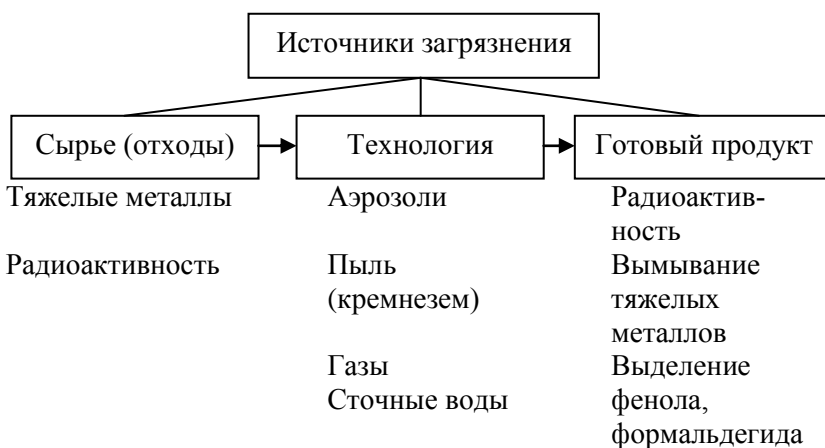 Источники загрязнения
Сырье (отходы)
Технология
Готовый продукт
Тяжелые металлы
Радиоактивность
Аэрозоли
Пыль
(кремнезем)
Газы
Сточные воды
Радиоактив-
ность
Вымывание
тяжелых
металлов
Выделение
фенола,
формальдегида